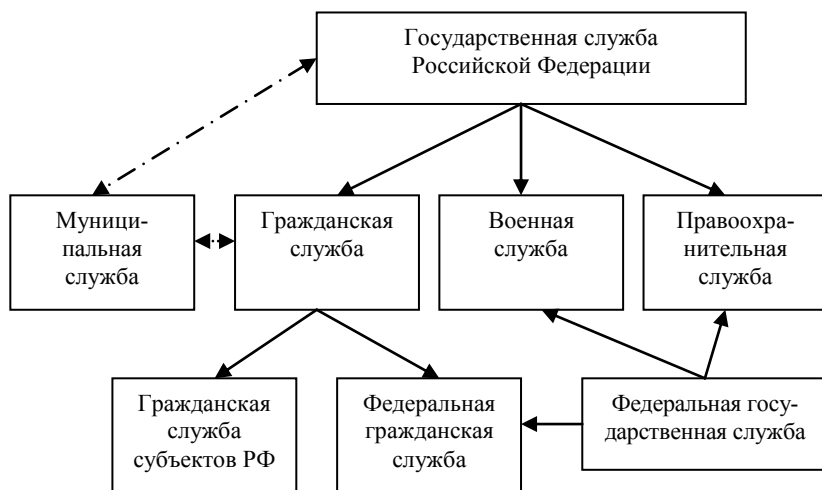 Государственная служба
Российской Федерации
Муници-
пальная
служба
Гражданская
служба
Военная
служба
Правоохра-
нительная
служба
Гражданская
служба
субъектов РФ
Федеральная
гражданская
служба
Федеральная госу-
дарственная служба